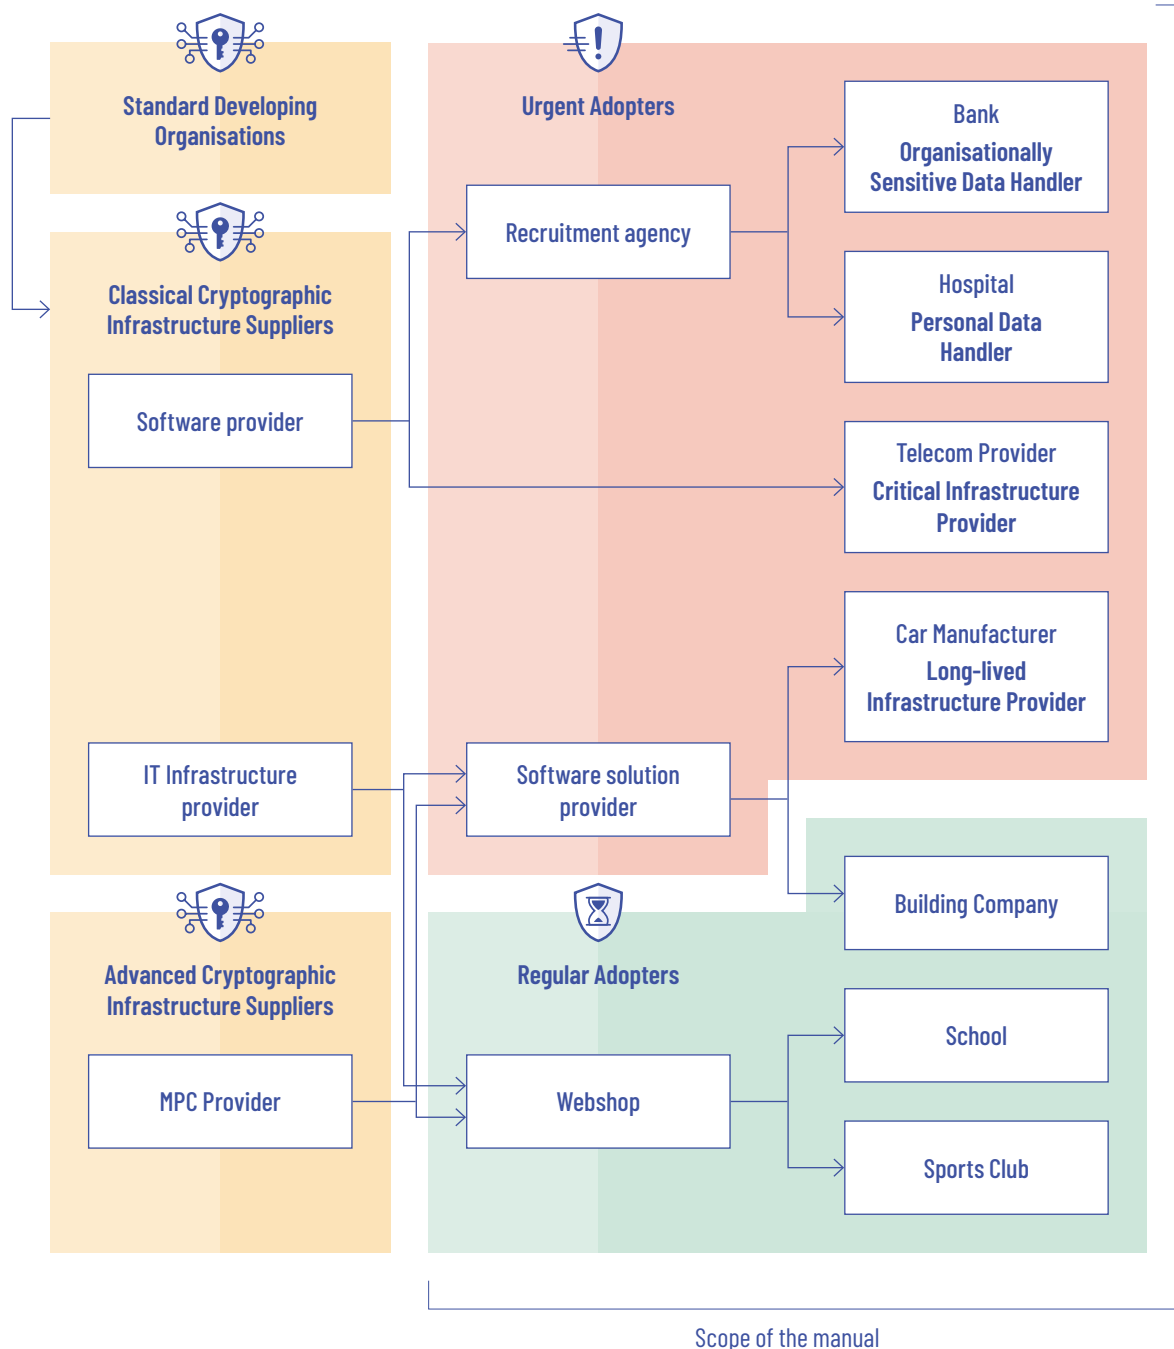 Standard Developing
Organisations
Classical Cryptographic
Infrastructure Suppliers
Software provider
IT Infrastructure
provider
Advanced Cryptographic
Infrastructure Suppliers
MPC Provider
Urgent Adopters
Recruitment agency
Software solution
provider
Bank
Organisationally
Sensitive Data Handler
Hospital
Personal Data
Handler
Telecom Provider
Critical Infrastructure
Provider
Car Manufacturer
Long-lived
Infrastructure Provider
Regular Adopters
Webshop
Building Company
School
Sports Club
Scope of the manual